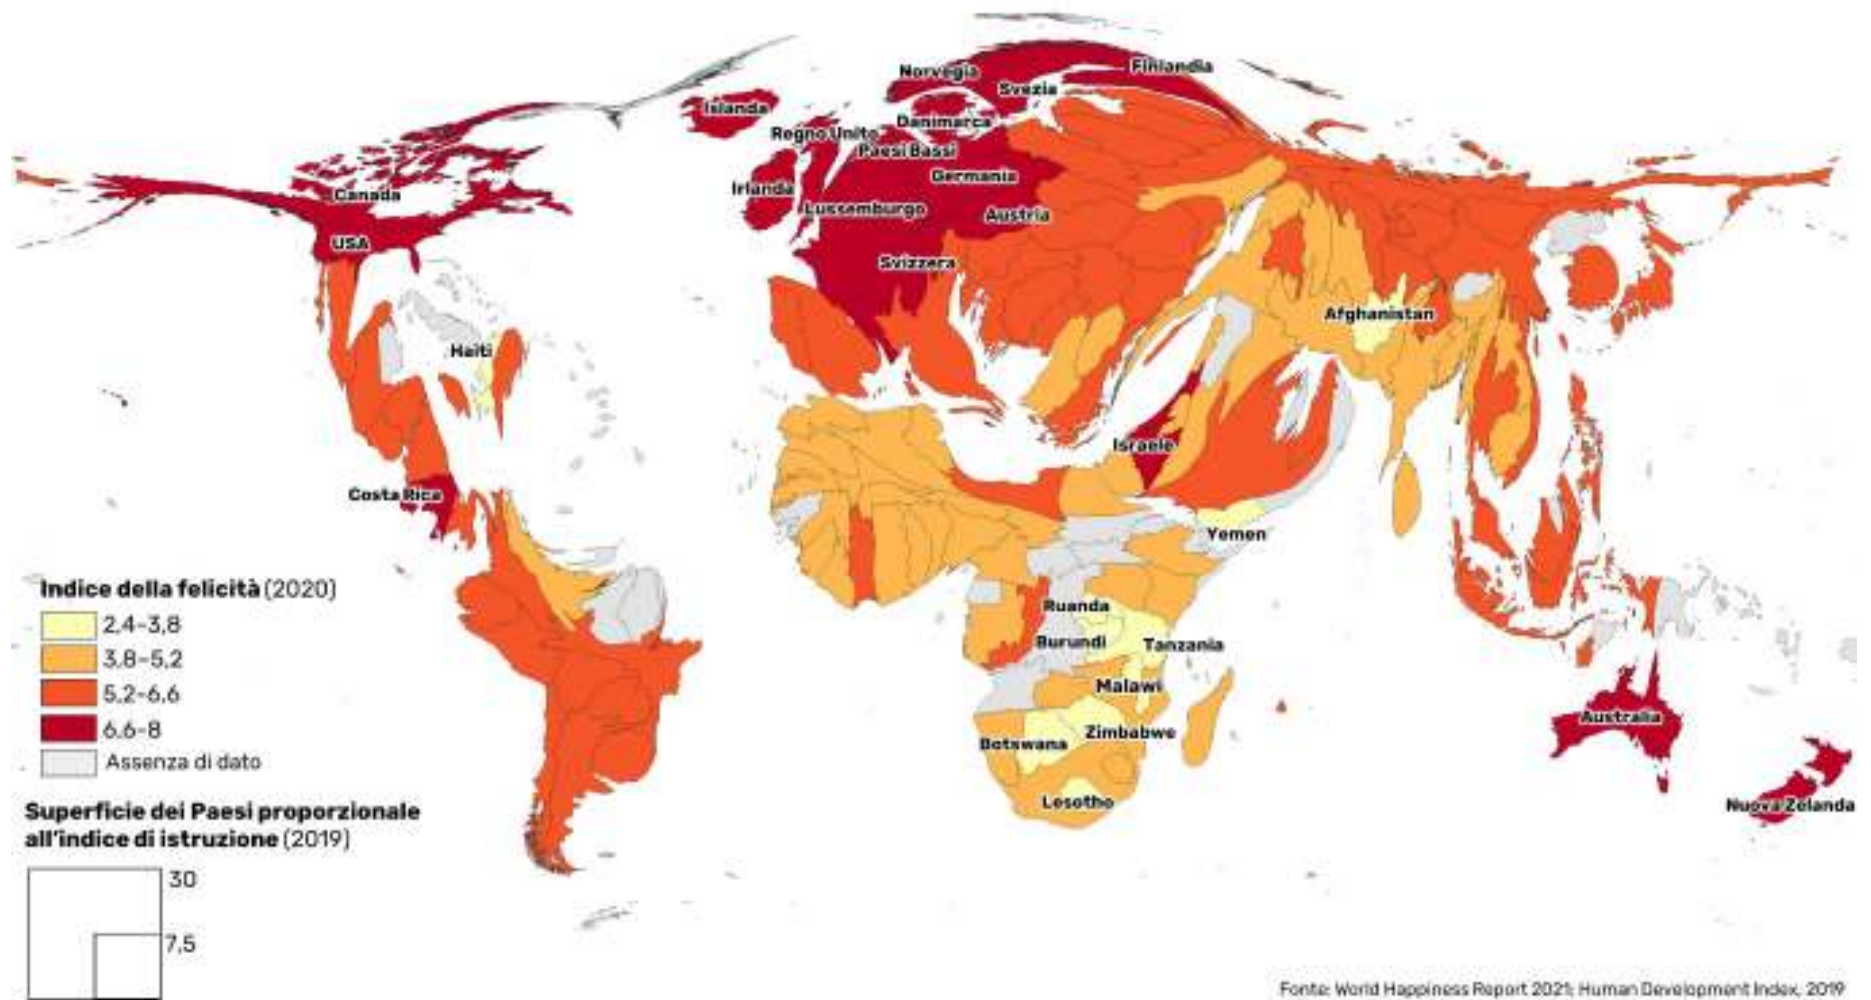 Norvegia
Finlandia
Svezia
Islanda
Danimarca
Regno Unito
Paesi Bassi
Germania
Irlanda
Canada
Lussemburgo
Austria
USA
Svizzera
Afghanistan
Haiti
Israele
Costa Rica
Yemen
Ruanda
Burundi
Tanzania
Malawi
Australia
Zimbabwe
Botswana
Lesotho
Nuova Zelanda
Indice della felicità (2020)
2,4-3,8
3,8-5,2
5,2-6,6
6,6-8
Assenza di dato
Superficie dei Paesi proporzionale
all'indice di istruzione (2019)
30
7,5
Fonte: World Happiness Report 2021; Human Development Index, 2019